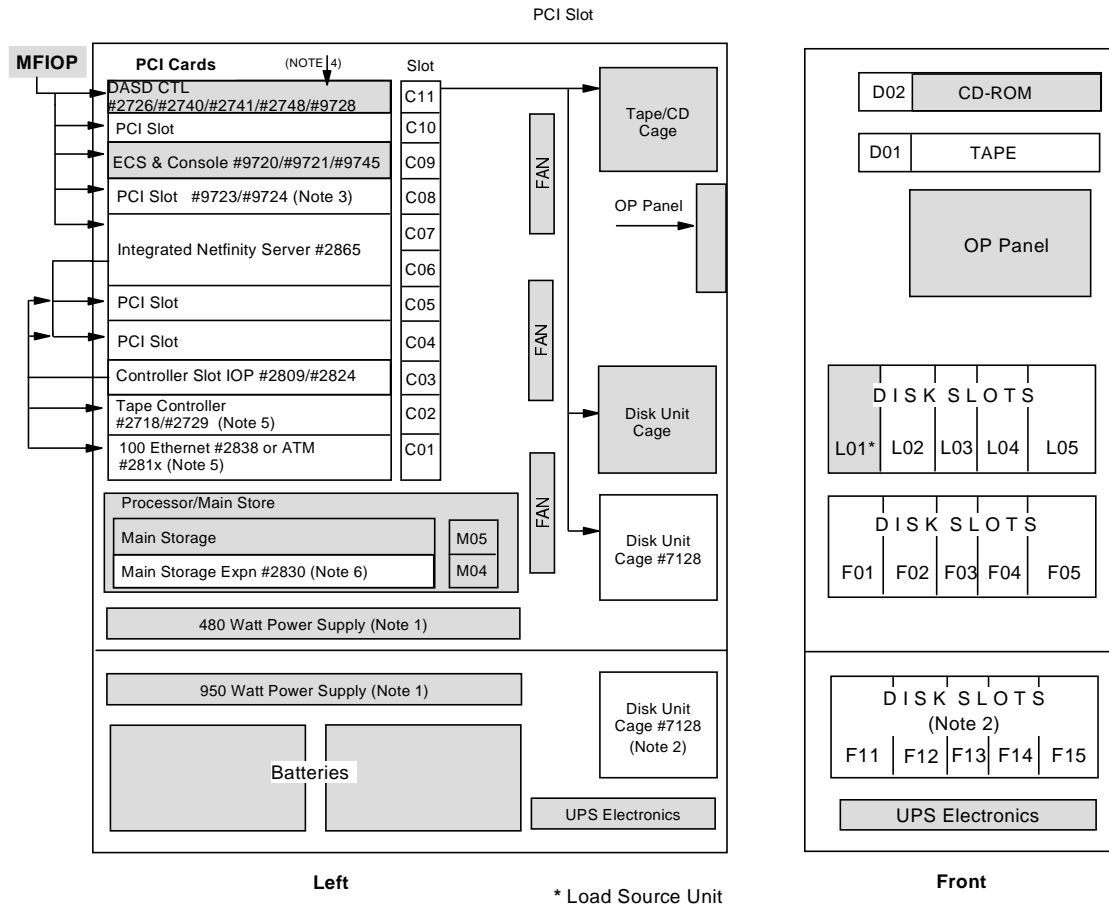 PCI Slot
MFIOP
PCI Cards
(NOTE 4)
Slot
DASD CTL
#2726/#2740/#2741/#2748/#9728
C11
PCI Slot
C10
ECS & Console #9720/#9721/#9745
C09
PCI Slot #9723/#9724 (Note 3)
C08
Integrated Netfinity Server #2865
C07
C06
PCI Slot
C05
PCI Slot
C04
Controller Slot IOP #2809/#2824
C03
Tape Controller
#2718/#2729 (Note 5)
C02
100 Ethernet #2838 or ATM
#281x (Note 5)
C01
Processor/Main Store
Main Storage
M05
Main Storage Expn #2830 (Note 6)
M04
480 Watt Power Supply (Note 1)
950 Watt Power Supply (Note 1)
Batteries
FAN
FAN
FAN
Tape/CD
Cage
OP Panel
Disk Unit
Cage
Disk Unit
Cage #7128
Disk Unit
Cage #7128
(Note 2)
UPS Electronics
Left
* Load Source Unit
D02 CD-ROM
D01 TAPE
OP Panel
DISK SLOTS
L01* L02 L03 L04 L05
DISK SLOTS
F01 F02 F03 F04 F05
DISK SLOTS
(Note 2)
F11 F12 F13 F14 F15
UPS Electronics
Front